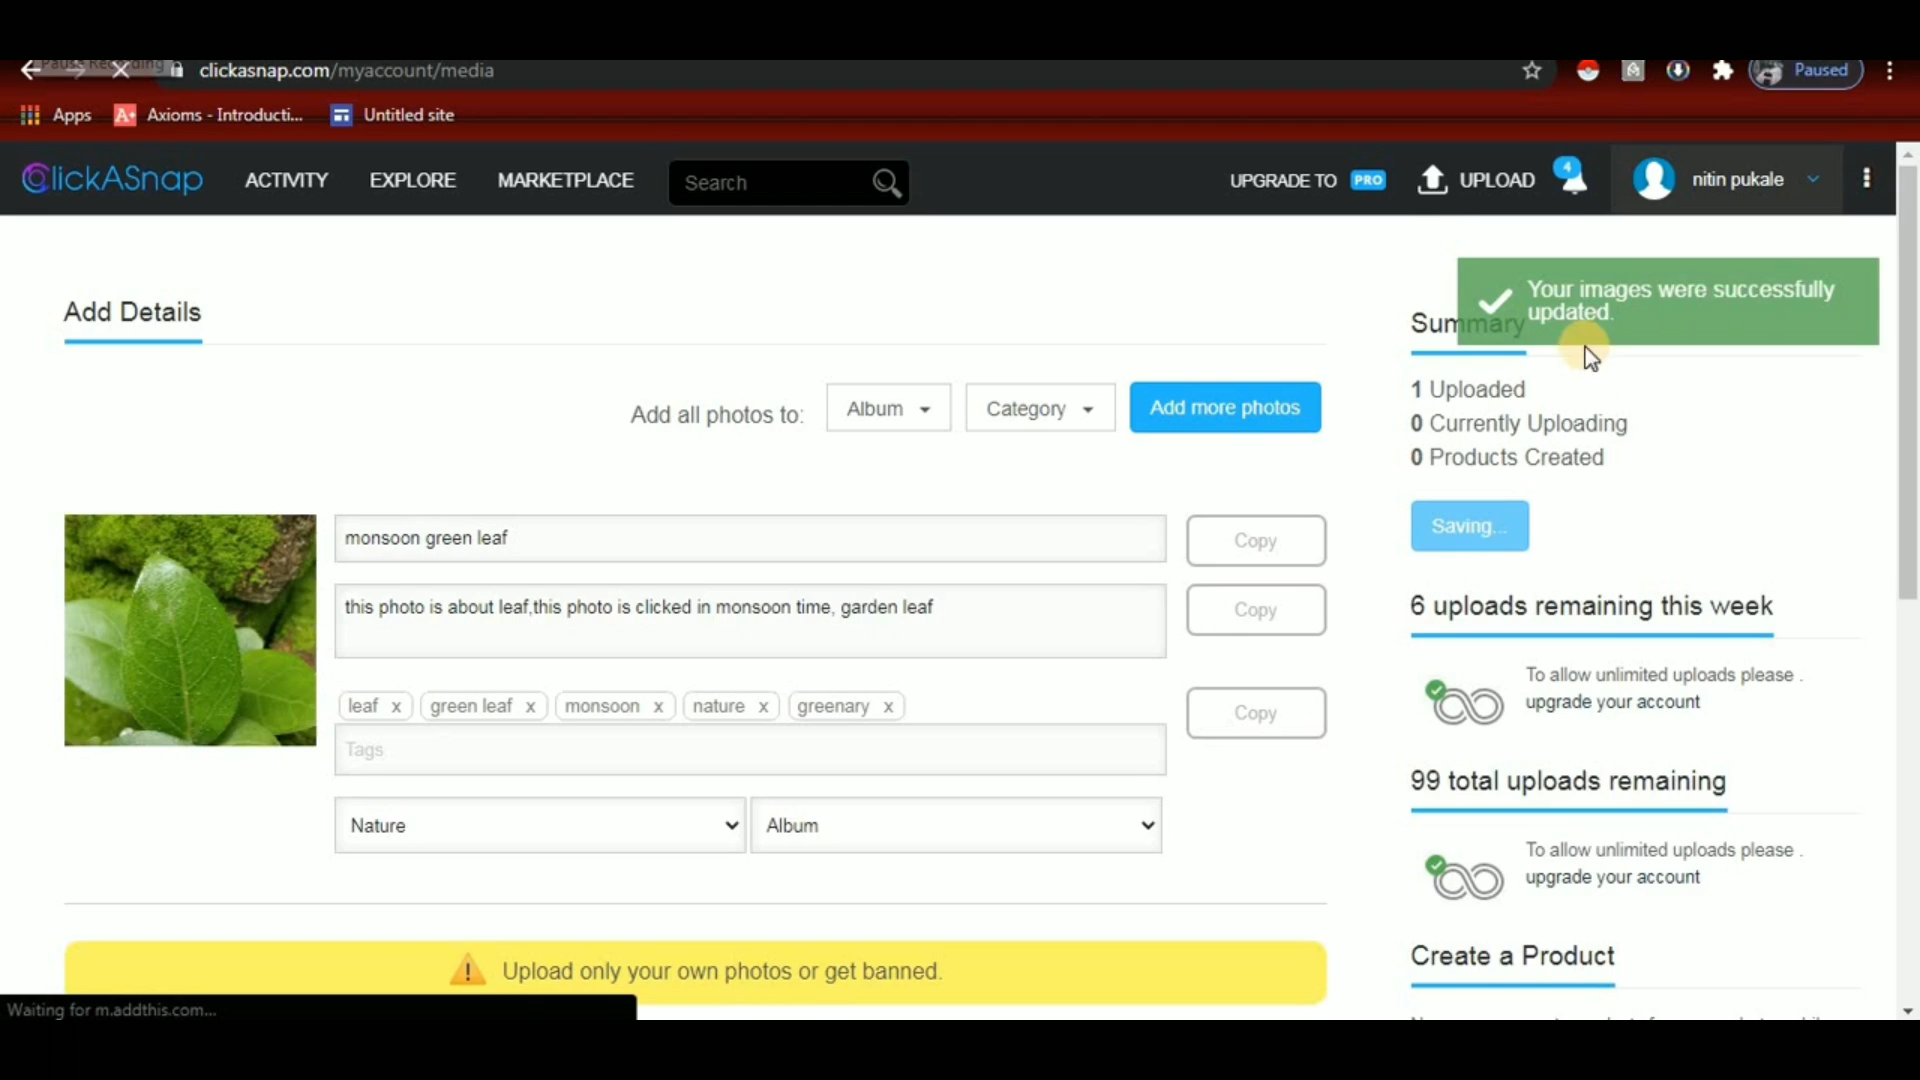 Pause Recording
clickasnap.com/myaccount/media
Paused
Apps
A+ Axioms - Introducti...
Untitled site
ClickASnap
ACTIVITY
EXPLORE
MARKETPLACE
Search
UPGRADE TO PRO
UPLOAD
4
nitin pukale
Your images were successfully
updated.
Add Details
Summary
Add all photos to:
Album
Category
Add more photos
1 Uploaded
0 Currently Uploading
0 Products Created
monsoon green leaf
Copy
Saving...
this photo is about leaf,this photo is clicked in monsoon time, garden leaf
Copy
6 uploads remaining this week
To allow unlimited uploads please .
upgrade your account
leaf x green leaf x monsoon x nature x greenary x
Tags
Copy
99 total uploads remaining
Nature
Album
To allow unlimited uploads please .
upgrade your account
Create a Product
Upload only your own photos or get banned.
Waiting for m.addthis.com...